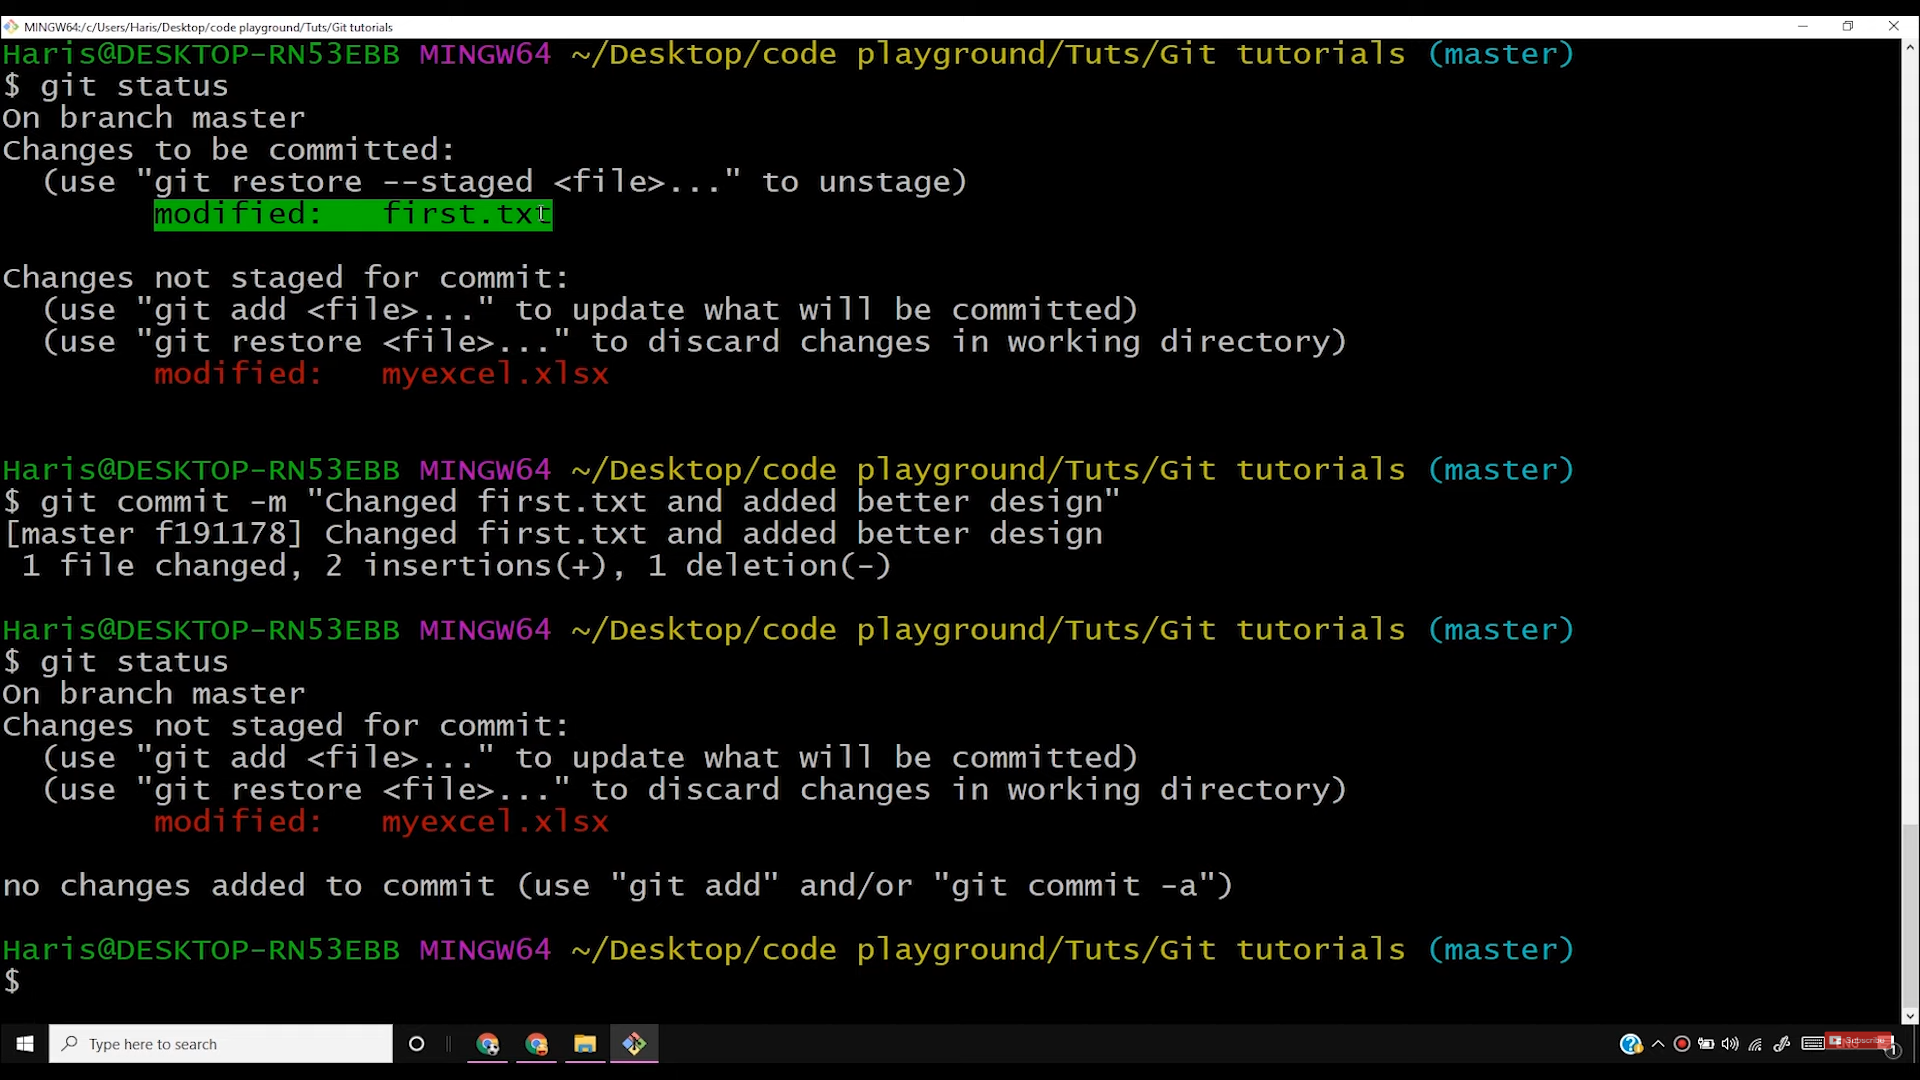 MINGW64:/c/Users/Haris/Desktop/code playground/Tuts/Git tutorials
Haris@DESKTOP-RN53EBB MINGW64 ~/Desktop/code playground/Tuts/Git tutorials (master)
$ git status
On branch master
Changes to be committed:
  (use "git restore --staged <file>..." to unstage)
        modified:   first.txt

Changes not staged for commit:
  (use "git add <file>..." to update what will be committed)
  (use "git restore <file>..." to discard changes in working directory)
        modified:   myexcel.xlsx

Haris@DESKTOP-RN53EBB MINGW64 ~/Desktop/code playground/Tuts/Git tutorials (master)
$ git commit -m "Changed first.txt and added better design"
[master f191178] Changed first.txt and added better design
 1 file changed, 2 insertions(+), 1 deletion(-)

Haris@DESKTOP-RN53EBB MINGW64 ~/Desktop/code playground/Tuts/Git tutorials (master)
$ git status
On branch master
Changes not staged for commit:
  (use "git add <file>..." to update what will be committed)
  (use "git restore <file>..." to discard changes in working directory)
        modified:   myexcel.xlsx

no changes added to commit (use "git add" and/or "git commit -a")

Haris@DESKTOP-RN53EBB MINGW64 ~/Desktop/code playground/Tuts/Git tutorials (master)
$
Type here to search
Subscribe
1